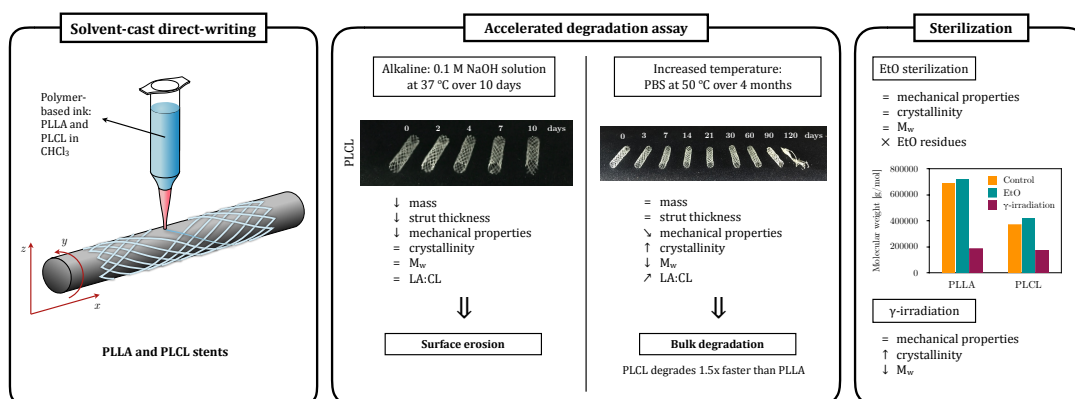 Solvent-cast direct-writing
Polymer-
based ink:
PLLA and
PLCL in
CHCl₃
z
y
x
PLLA and PLCL stents
Accelerated degradation assay
Alkaline: 0.1 M NaOH solution
at 37 °C over 10 days
PLCL
0 2 4 7 10 days
↓ mass
↓ strut thickness
↓ mechanical properties
= crystallinity
= Mw
= LA:CL
⇓
Surface erosion
Increased temperature:
PBS at 50 °C over 4 months
0 3 7 14 21 30 60 90 120 days
= mass
= strut thickness
↘ mechanical properties
↑ crystallinity
↓ Mw
↗ LA:CL
⇓
Bulk degradation
PLCL degrades 1.5x faster than PLLA
Sterilization
EtO sterilization
= mechanical properties
= crystallinity
= Mw
× EtO residues
Molecular weight [g/mol]
800000
600000
400000
200000
0
Control
EtO
γ-irradiation
PLLA PLCL
γ-irradiation
= mechanical properties
↑ crystallinity
↓ Mw